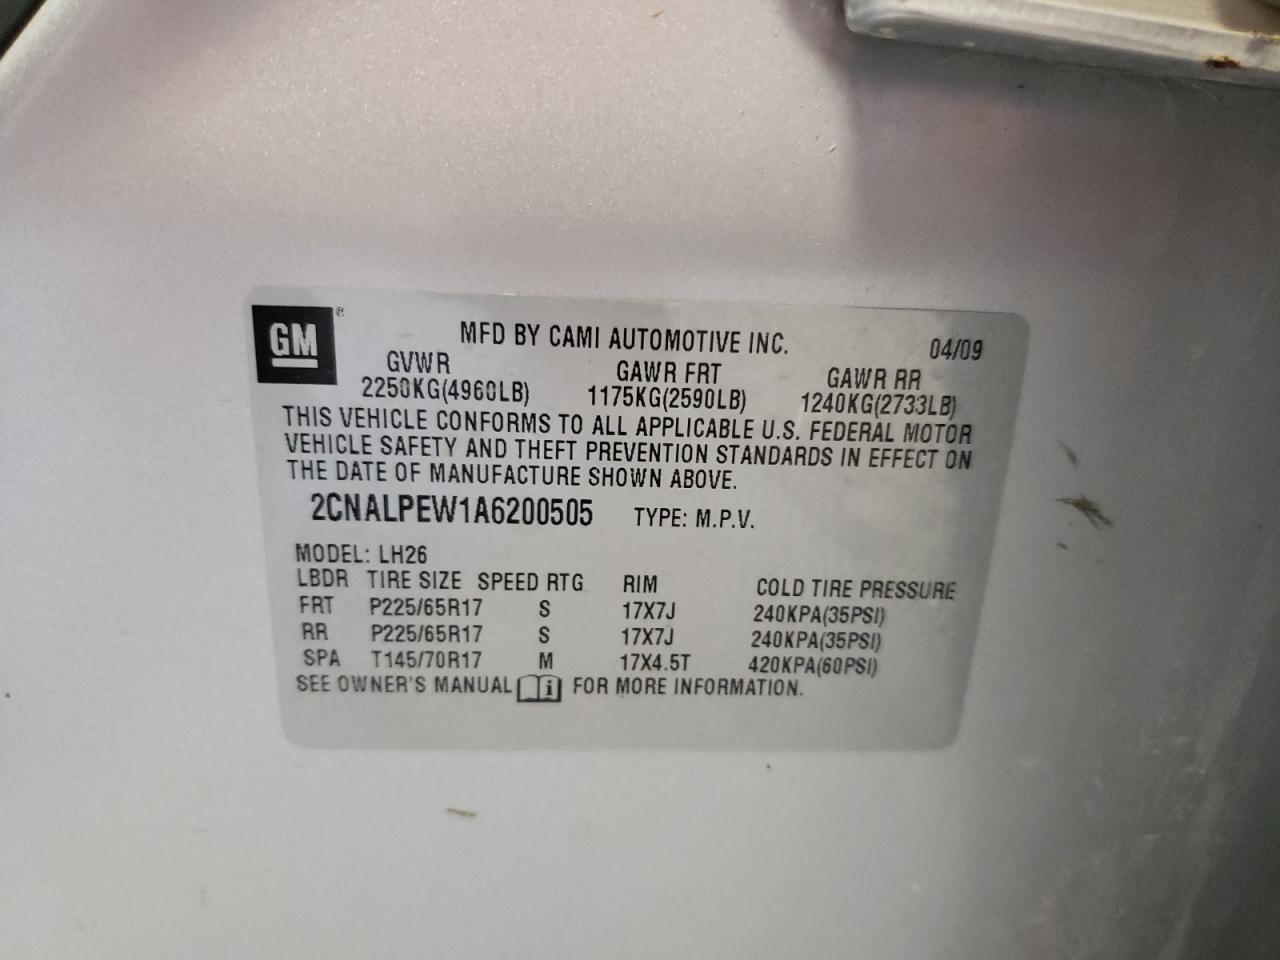 GM ®
MFD BY CAMI AUTOMOTIVE INC. 04/09
GVWR GAWR FRT GAWR RR
2250KG(4960LB) 1175KG(2590LB) 1240KG(2733LB)
THIS VEHICLE CONFORMS TO ALL APPLICABLE U.S. FEDERAL MOTOR
VEHICLE SAFETY AND THEFT PREVENTION STANDARDS IN EFFECT ON
THE DATE OF MANUFACTURE SHOWN ABOVE.
2CNALPEW1A6200505 TYPE: M.P.V.
MODEL: LH26
LBDR TIRE SIZE SPEED RTG RIM COLD TIRE PRESSURE
FRT P225/65R17 S 17X7J 240KPA(35PSI)
RR P225/65R17 S 17X7J 240KPA(35PSI)
SPA T145/70R17 M 17X4.5T 420KPA(60PSI)
SEE OWNER'S MANUAL i FOR MORE INFORMATION.